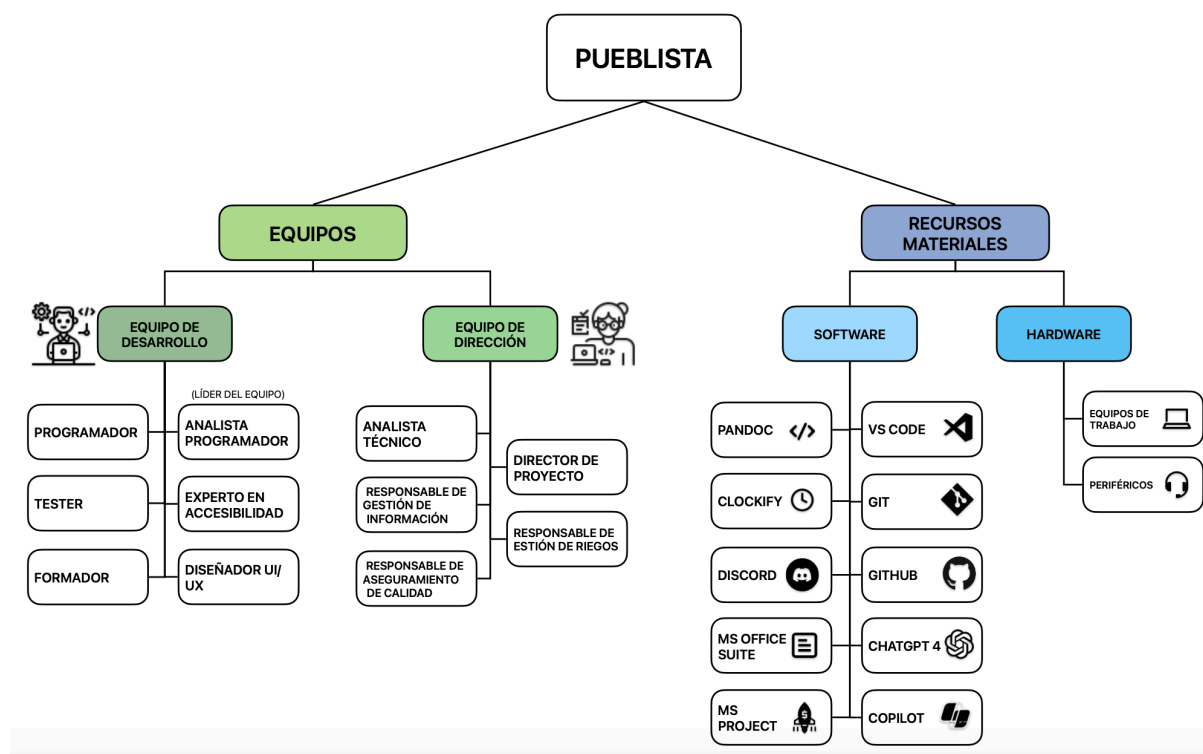 PUEBLISTA
EQUIPOS
RECURSOS
MATERIALES
EQUIPO DE
DESARROLLO
EQUIPO DE
DIRECCIÓN
SOFTWARE
HARDWARE
(LÍDER DEL EQUIPO)
PROGRAMADOR
ANALISTA
PROGRAMADOR
TESTER
EXPERTO EN
ACCESIBILIDAD
FORMADOR
DISEÑADOR UI/
UX
ANALISTA
TÉCNICO
DIRECTOR DE
PROYECTO
RESPONSABLE DE
GESTIÓN DE
INFORMACIÓN
RESPONSABLE DE
ESTIÓN DE RIEGOS
RESPONSABLE DE
ASEGURAMIENTO
DE CALIDAD
PANDOC
VS CODE
CLOCKIFY
GIT
DISCORD
GITHUB
MS OFFICE
SUITE
CHATGPT 4
MS
PROJECT
COPILOT
EQUIPOS DE
TRABAJO
PERIFÉRICOS